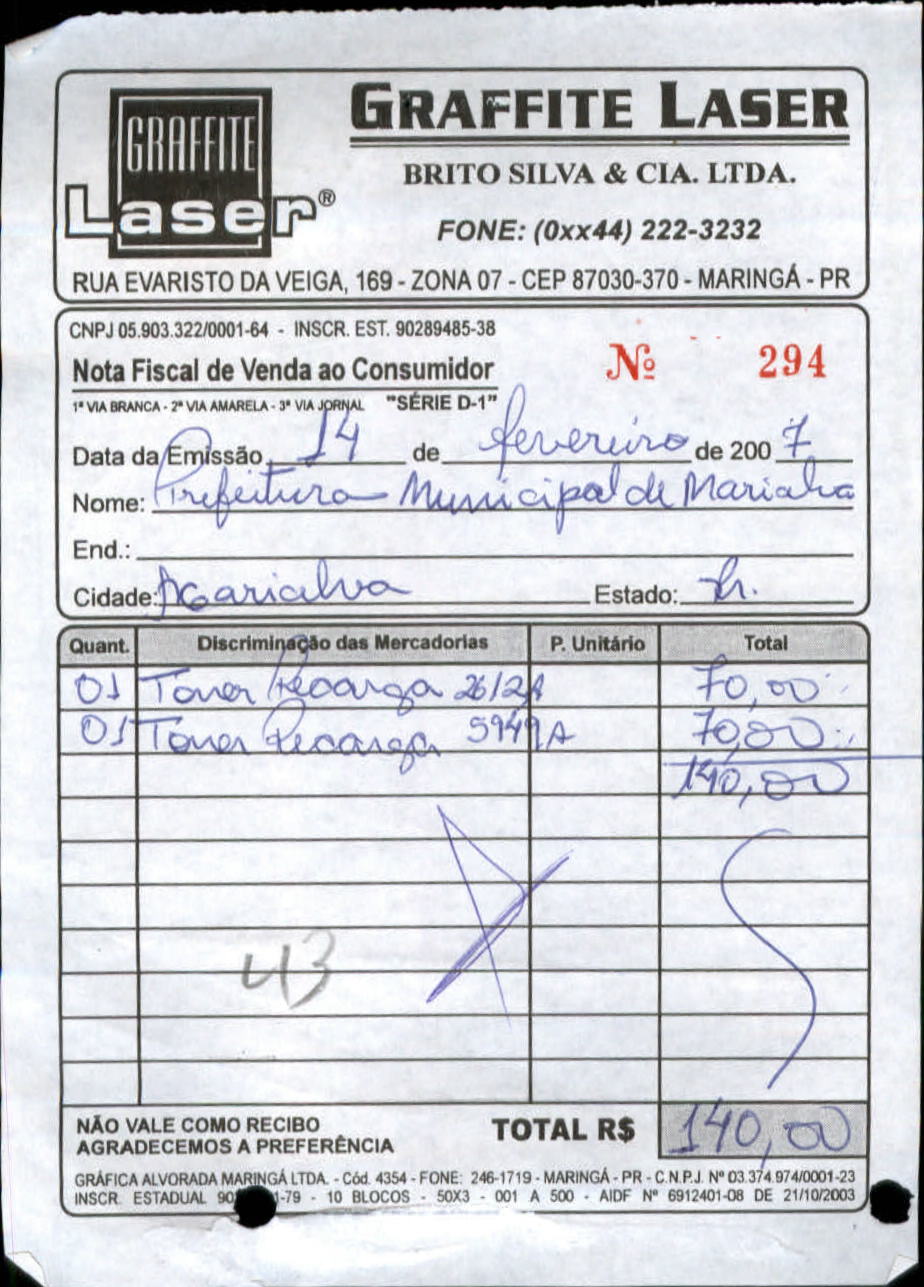 GRAFFITE Laser®
GRAFFITE LASER
BRITO SILVA & CIA. LTDA.
FONE: (0xx44) 222-3232
RUA EVARISTO DA VEIGA, 169 - ZONA 07 - CEP 87030-370 - MARINGÁ - PR
CNPJ 05.903.322/0001-64 - INSCR. EST. 90289485-38
Nota Fiscal de Venda ao Consumidor Nº 294
1ª VIA BRANCA - 2ª VIA AMARELA - 3ª VIA JORNAL "SÉRIE D-1"
Data da Emissão 14 de fevereiro de 2007
Nome: Prefeitura Municipal de Marialva
End.:
Cidade: Marialva Estado: Pr.
Quant. Discriminação das Mercadorias P. Unitário Total
01 Toner Recarga 2612A 70,00
01 Toner Recarga 5949A 70,00
140,00
43
NÃO VALE COMO RECIBO
AGRADECEMOS A PREFERÊNCIA
TOTAL R$ 140,00
GRÁFICA ALVORADA MARINGÁ LTDA. - Cód. 4354 - FONE: 246-1719 - MARINGÁ - PR - C.N.P.J. Nº 03.374.974/0001-23
INSCR. ESTADUAL - 10 BLOCOS - 50X3 - 001 A 500 - AIDF Nº 6912401-08 DE 21/10/2003